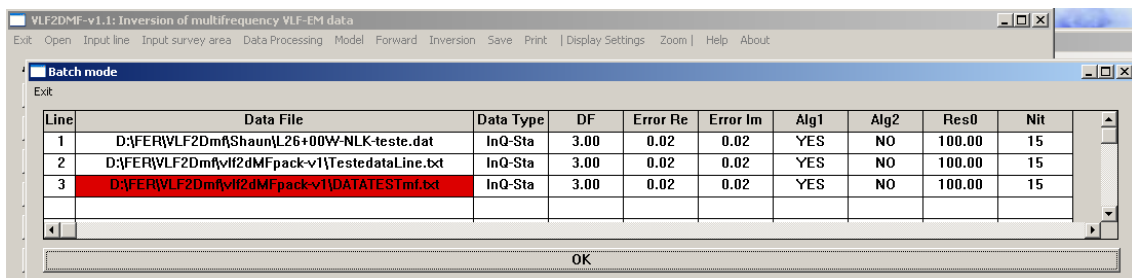 VLF2DMF-v1.1: Inversion of multifrequency VLF-EM data
Exit Open Input line Input survey area Data Processing Model Forward Inversion Save Print | Display Settings Zoom | Help About
Batch mode
Exit
Line Data File Data Type DF Error Re Error Im Alg1 Alg2 Res0 Nit
1 D:\FER\VLF2Dmf\Shaun\L26+00W-NLK-teste.dat InQ-Sta 3.00 0.02 0.02 YES NO 100.00 15
2 D:\FER\VLF2Dmf\vlf2dMFpack-v1\TestedataLine.txt InQ-Sta 3.00 0.02 0.02 YES NO 100.00 15
3 D:\FER\VLF2Dmf\vlf2dMFpack-v1\DATATESTmf.txt InQ-Sta 3.00 0.02 0.02 YES NO 100.00 15
OK